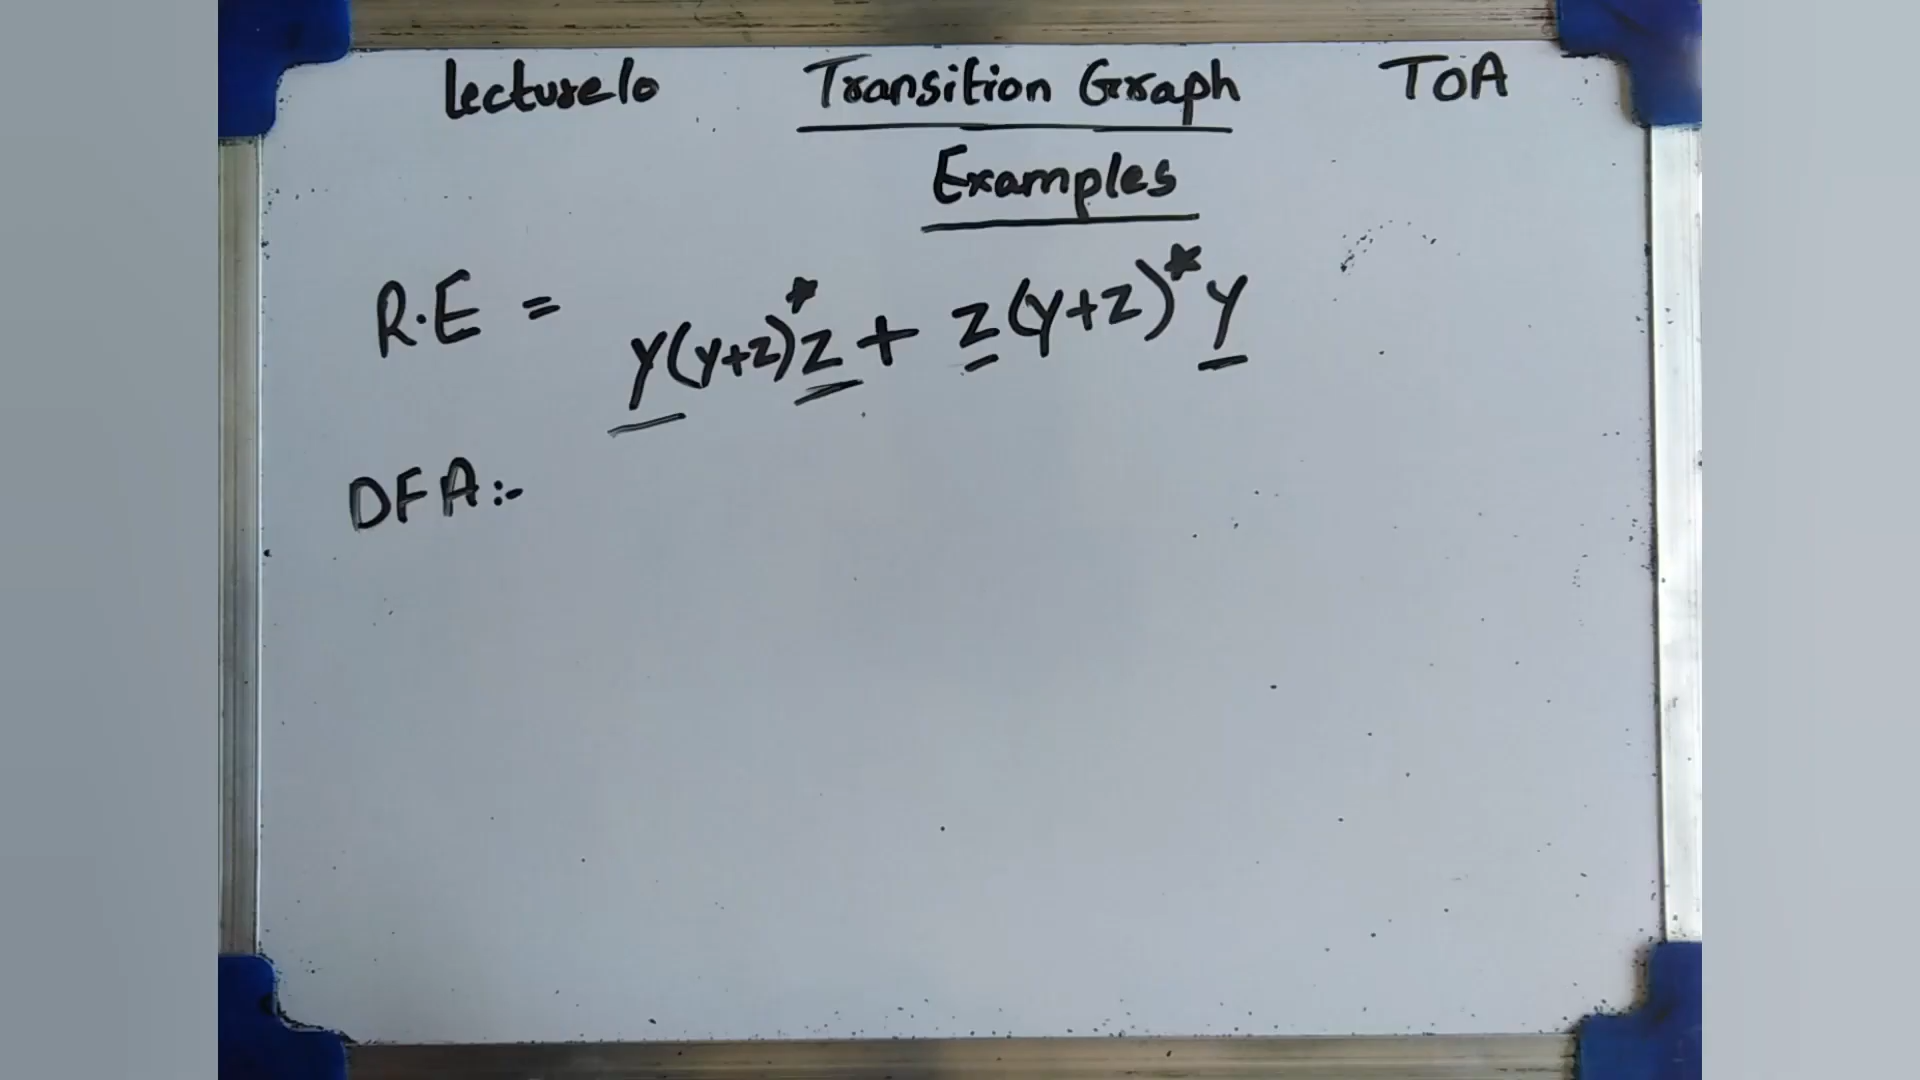 Lecture10 Transition Graph TOA
Examples
R.E = y(y+z)*z + z(y+z)*y
DFA:-